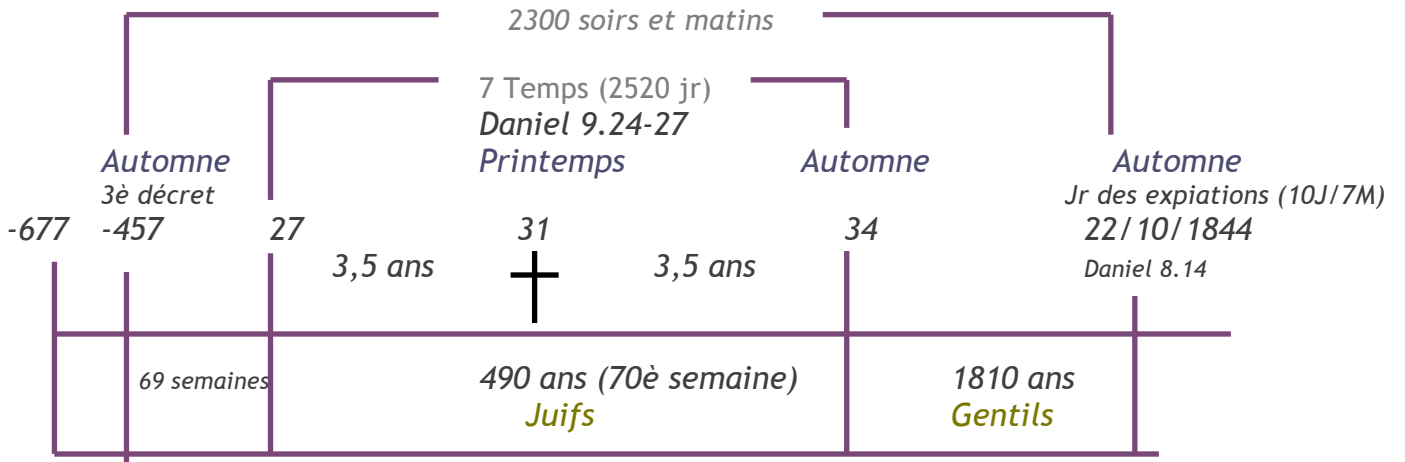 2300 soirs et matins
7 Temps (2520 jr)
Daniel 9.24-27
Automne Printemps Automne Automne
3è décret Jr des expiations (10J/7M)
-677 -457 27 31 34 22/10/1844
3,5 ans 3,5 ans Daniel 8.14
69 semaines 490 ans (70è semaine) 1810 ans
Juifs Gentils